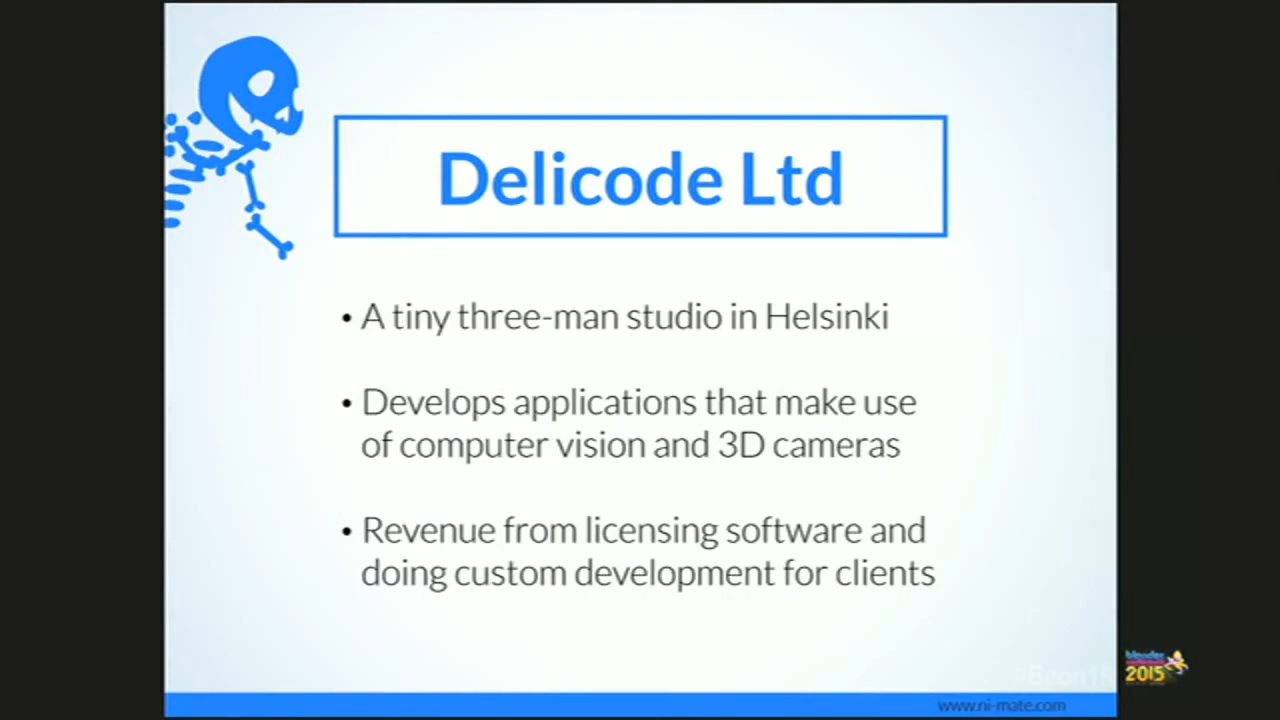 Delicode Ltd
• A tiny three-man studio in Helsinki
• Develops applications that make use
of computer vision and 3D cameras
• Revenue from licensing software and
doing custom development for clients
blender
2015
www.ni-mate.com